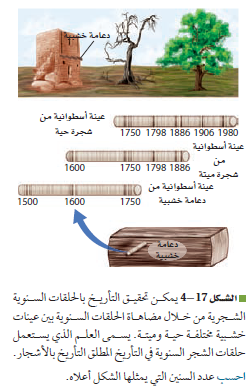 دعامة خشبية
عينة أسطوانية من
شجرة حية
1750 1798 1886 1906 1980
عينة أسطوانية
من
شجرة ميتة
1600 1750 1798 1886
عينة أسطوانية من
دعامة خشبية
1500 1600 1750
دعامة
خشبية
■ الشكل 17–4 يمكن تحقيق التأريخ بالحلقات السنوية
الشجرية من خلال مضاهاة الحلقات السنوية بين عينات
خشبية مختلفة حية وميتة. يسمى العلم الذي يستعمل
حلقات الشجر السنوية في التأريخ المطلق التأريخ بالأشجار.
احسب عدد السنين التي يمثلها الشكل أعلاه.